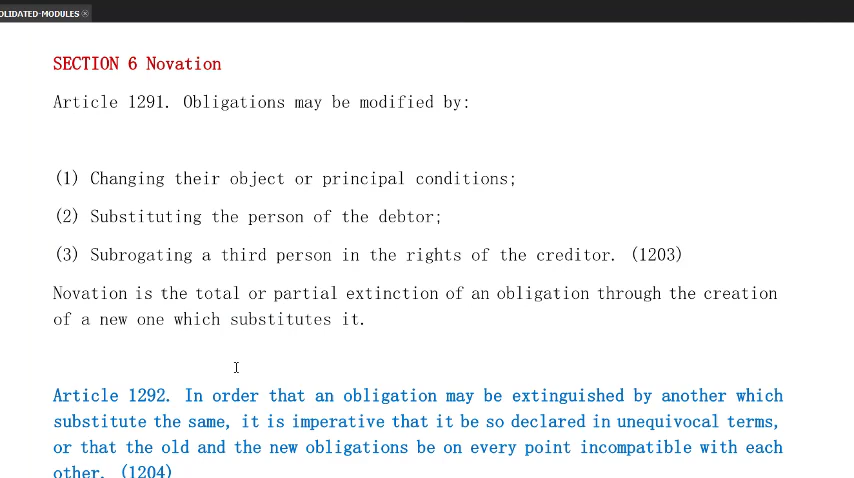 OLIDATED-MODULES
SECTION 6 Novation
Article 1291. Obligations may be modified by:
(1) Changing their object or principal conditions;
(2) Substituting the person of the debtor;
(3) Subrogating a third person in the rights of the creditor. (1203)
Novation is the total or partial extinction of an obligation through the creation
of a new one which substitutes it.
Article 1292. In order that an obligation may be extinguished by another which
substitute the same, it is imperative that it be so declared in unequivocal terms,
or that the old and the new obligations be on every point incompatible with each
other. (1204)